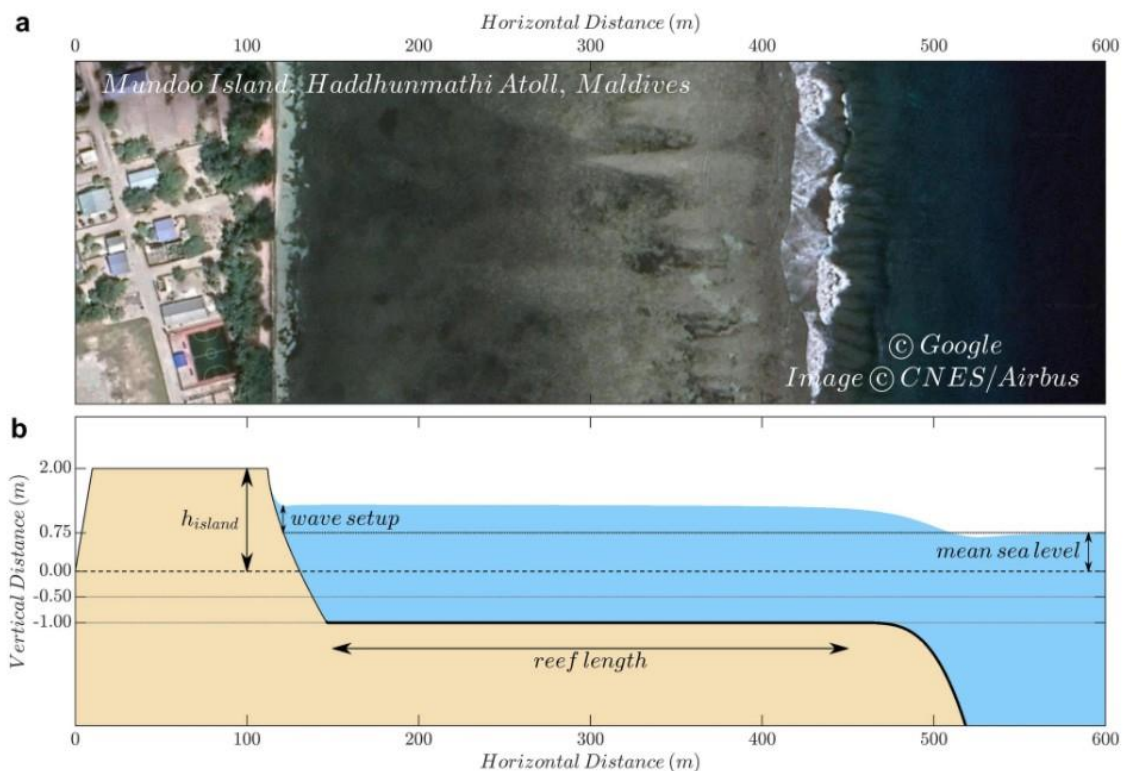 a
Horizontal Distance (m)
0 100 200 300 400 500 600
Mundoo Island, Haddhunmathi Atoll, Maldives
© Google
Image © CNES/Airbus
b
Vertical Distance (m)
2.00
0.75
0.00
-0.50
-1.00
h_island
wave setup
mean sea level
reef length
0 100 200 300 400 500 600
Horizontal Distance (m)